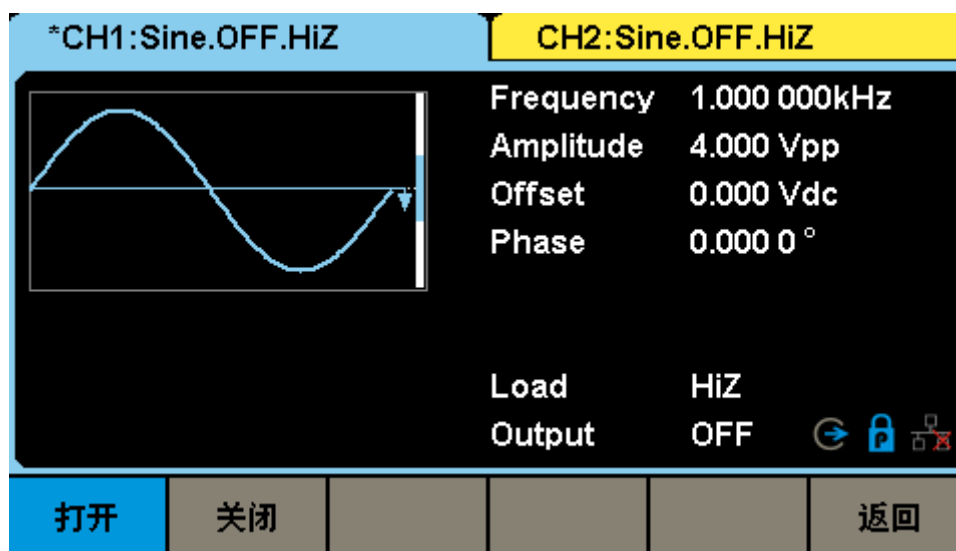 *CH1:Sine.OFF.HiZ
CH2:Sine.OFF.HiZ
Frequency 1.000 000kHz
Amplitude 4.000 Vpp
Offset 0.000 Vdc
Phase 0.000 0 °
Load HiZ
Output OFF
打开 关闭 返回